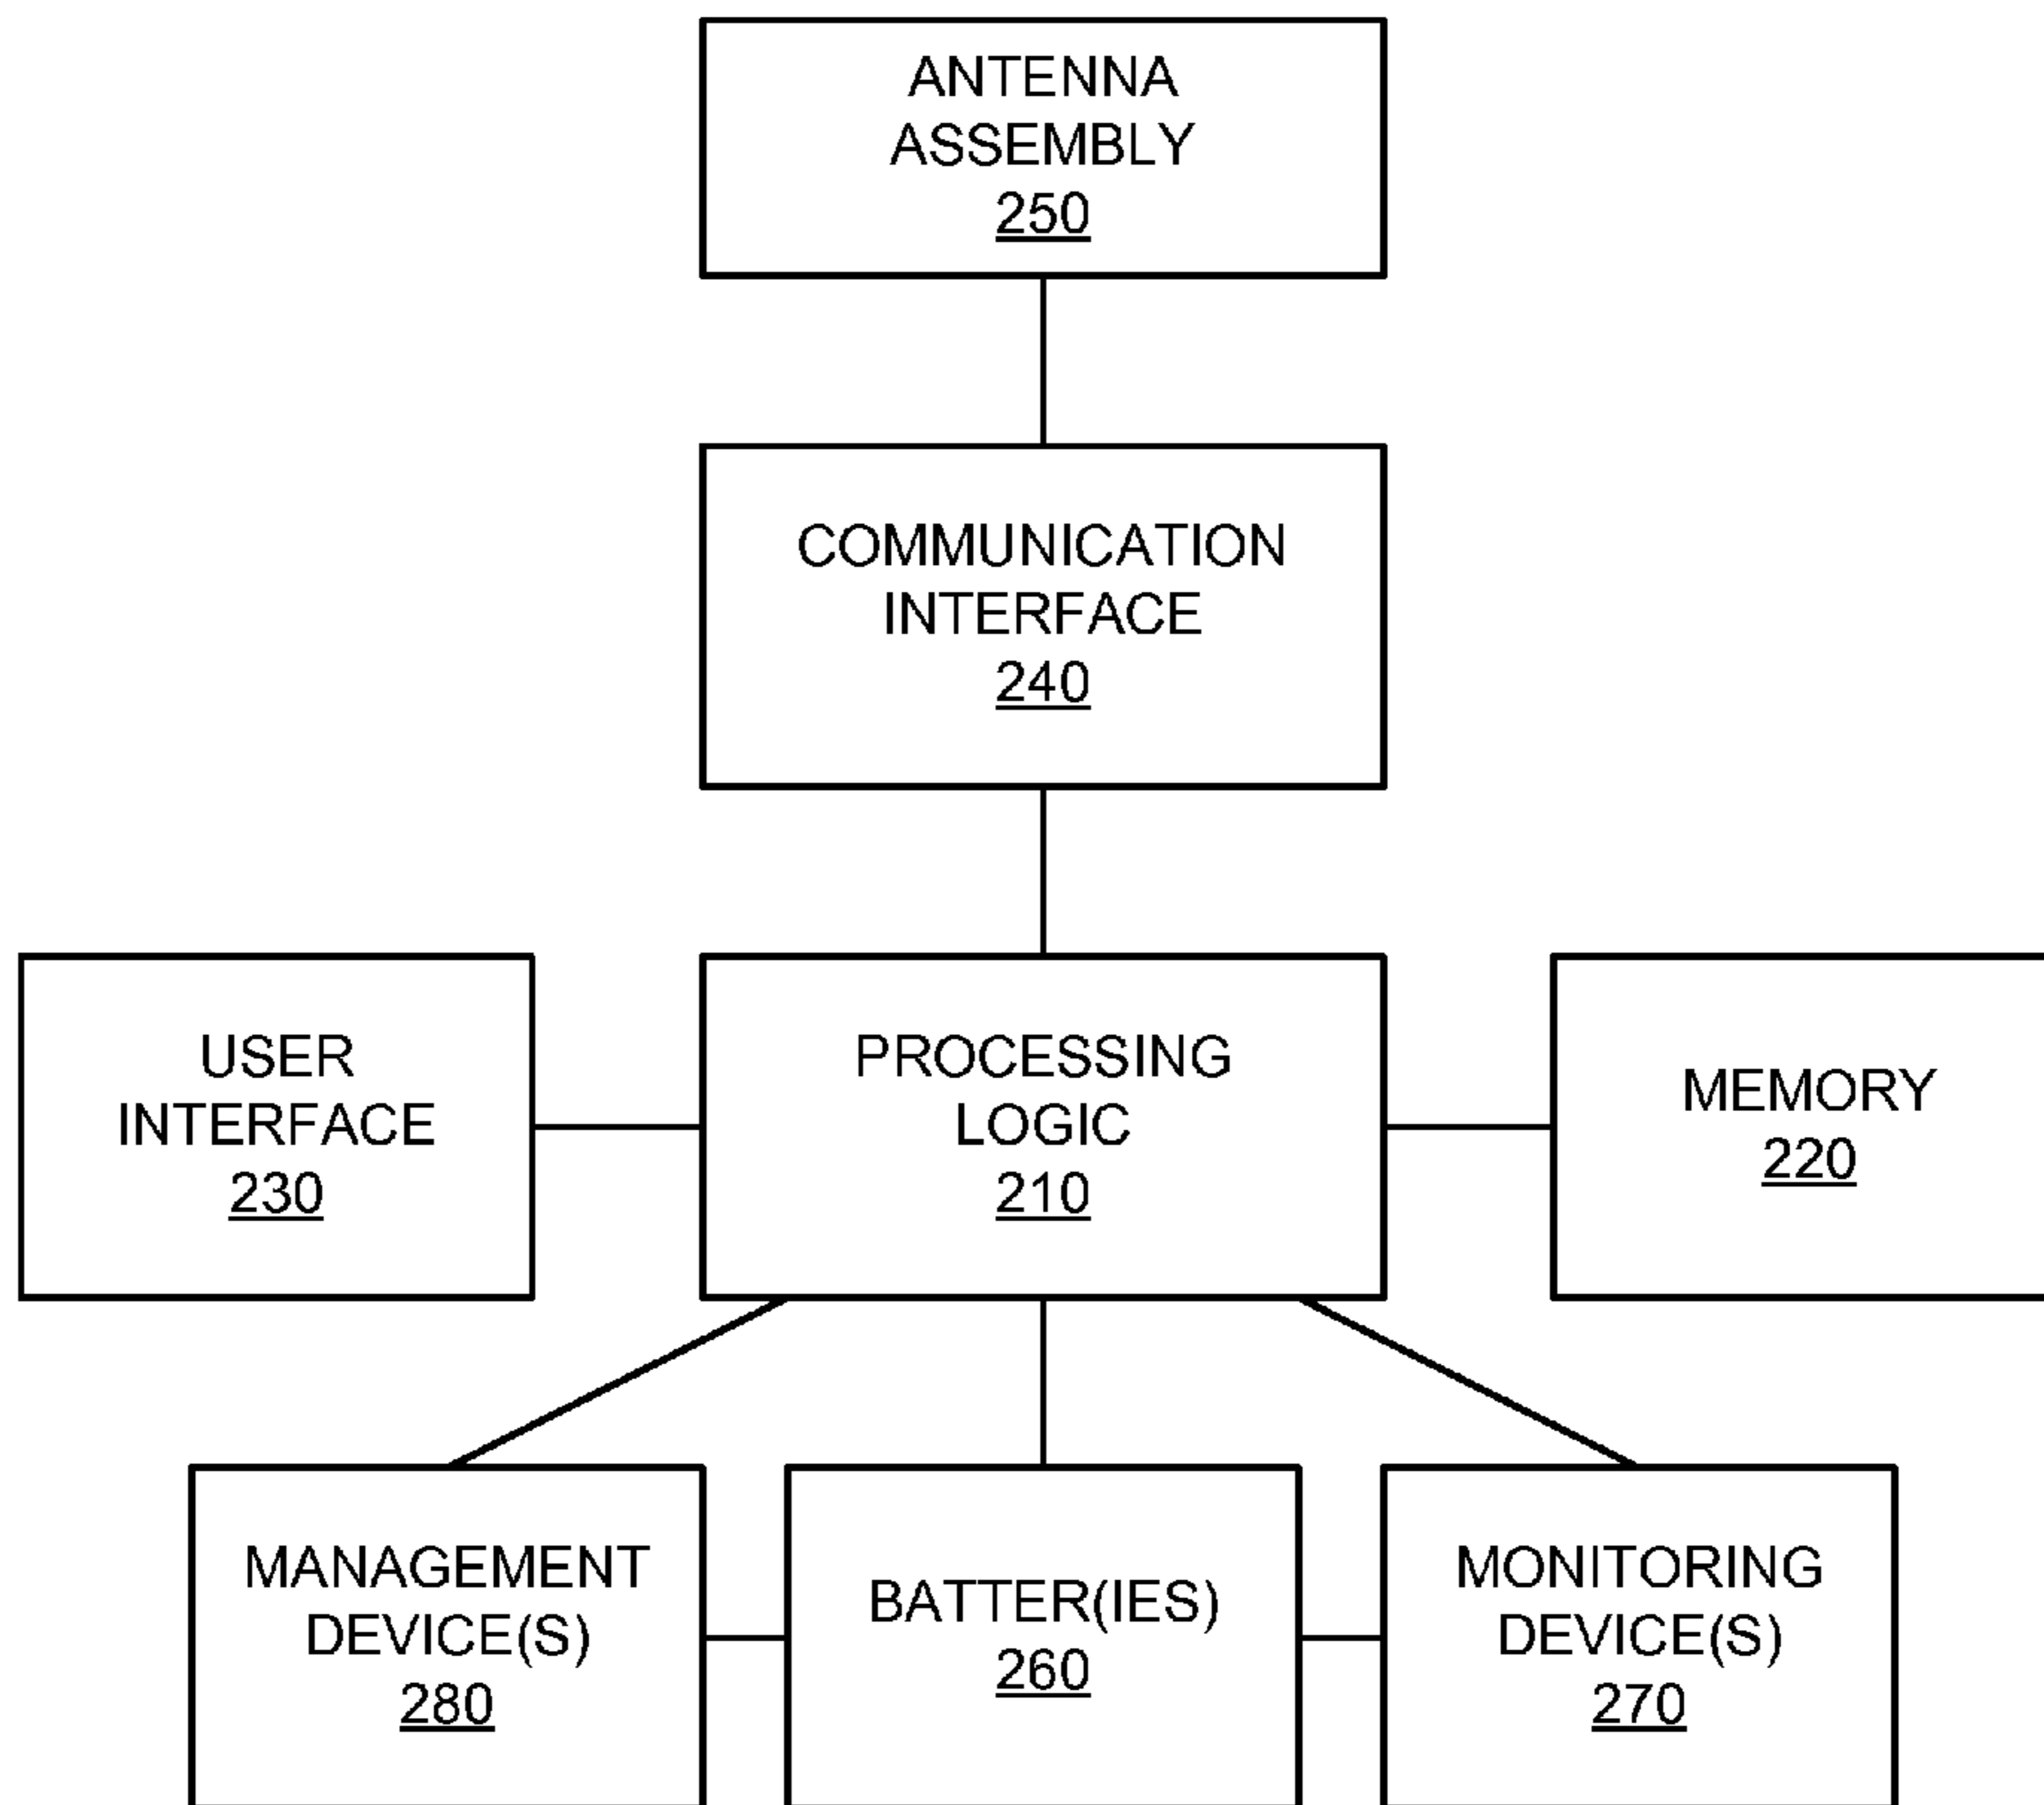 ANTENNA
ASSEMBLY
250
COMMUNICATION
INTERFACE
240
USER
INTERFACE
230
PROCESSING
LOGIC
210
MEMORY
220
MANAGEMENT
DEVICE(S)
280
BATTER(IES)
260
MONITORING
DEVICE(S)
270